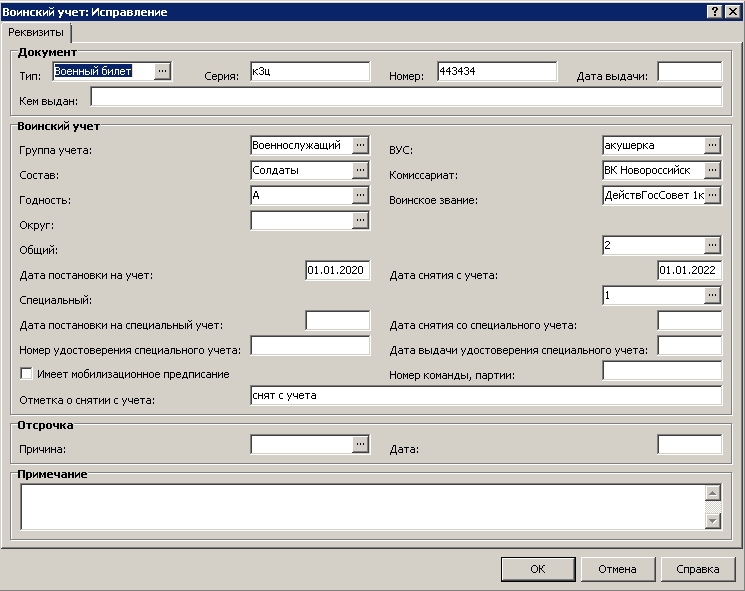 Воинский учет: Исправление
Реквизиты
Документ
Тип: Военный билет ... Серия: кЗц Номер: 443434 Дата выдачи:
Кем выдан:
Воинский учет
Группа учета: Военнослужащий ... ВУС: акушерка ...
Состав: Солдаты ... Комиссариат: ВК Новороссийск ...
Годность: А ... Воинское звание: ДействГосСовет 1к ...
Округ: ...
Общий: 2 ...
Дата постановки на учет: 01.01.2020 Дата снятия с учета: 01.01.2022
Специальный: 1 ...
Дата постановки на специальный учет: Дата снятия со специального учета:
Номер удостоверения специального учета: Дата выдачи удостоверения специального учета:
Имеет мобилизационное предписание Номер команды, партии:
Отметка о снятии с учета: снят с учета
Отсрочка
Причина: ... Дата:
Примечание
OK Отмена Справка